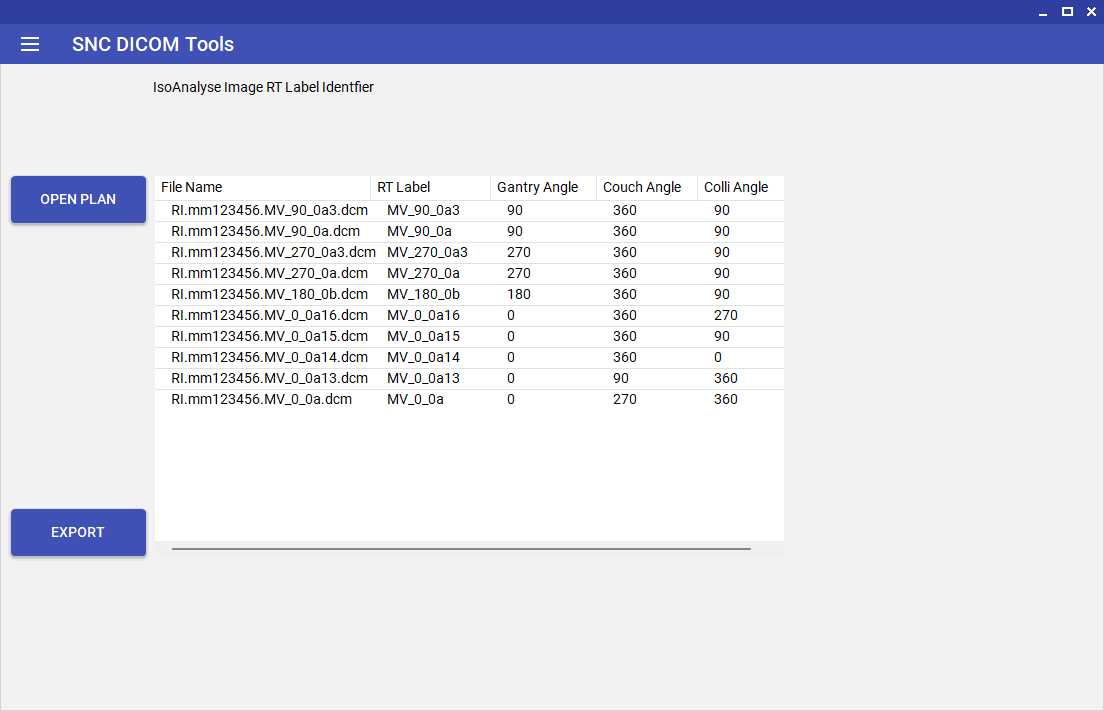 SNC DICOM Tools
IsoAnalyse Image RT Label Identfier
OPEN PLAN
File Name RT Label Gantry Angle Couch Angle Colli Angle
RI.mm123456.MV_90_0a3.dcm MV_90_0a3 90 360 90
RI.mm123456.MV_90_0a.dcm MV_90_0a 90 360 90
RI.mm123456.MV_270_0a3.dcm MV_270_0a3 270 360 90
RI.mm123456.MV_270_0a.dcm MV_270_0a 270 360 90
RI.mm123456.MV_180_0b.dcm MV_180_0b 180 360 90
RI.mm123456.MV_0_0a16.dcm MV_0_0a16 0 360 270
RI.mm123456.MV_0_0a15.dcm MV_0_0a15 0 360 90
RI.mm123456.MV_0_0a14.dcm MV_0_0a14 0 360 0
RI.mm123456.MV_0_0a13.dcm MV_0_0a13 0 90 360
RI.mm123456.MV_0_0a.dcm MV_0_0a 0 270 360
EXPORT